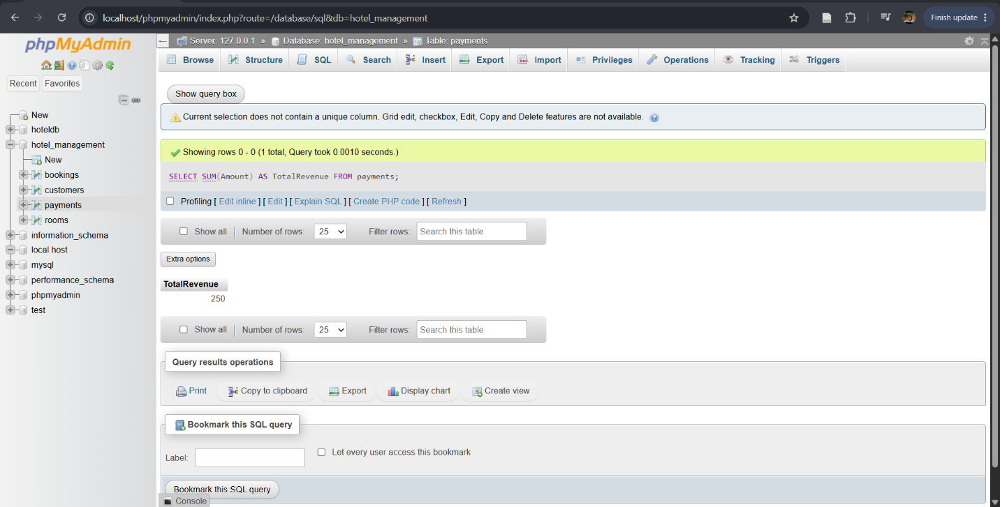 localhost/phpmyadmin/index.php?route=/database/sql&db=hotel_management
Finish update
phpMyAdmin
Recent Favorites
New
hoteldb
hotel_management
New
bookings
customers
payments
rooms
information_schema
local host
mysql
performance_schema
phpmyadmin
test
Server: 127.0.0.1 » Database: hotel_management » Table: payments
Browse Structure SQL Search Insert Export Import Privileges Operations Tracking Triggers
Show query box
Current selection does not contain a unique column. Grid edit, checkbox, Edit, Copy and Delete features are not available.
Showing rows 0 - 0 (1 total, Query took 0.0010 seconds.)
SELECT SUM(Amount) AS TotalRevenue FROM payments;
Profiling [ Edit inline ] [ Edit ] [ Explain SQL ] [ Create PHP code ] [ Refresh ]
Show all Number of rows: 25 Filter rows: Search this table
Extra options
TotalRevenue
250
Show all Number of rows: 25 Filter rows: Search this table
Query results operations
Print Copy to clipboard Export Display chart Create view
Bookmark this SQL query
Label: Let every user access this bookmark
Bookmark this SQL query
Console